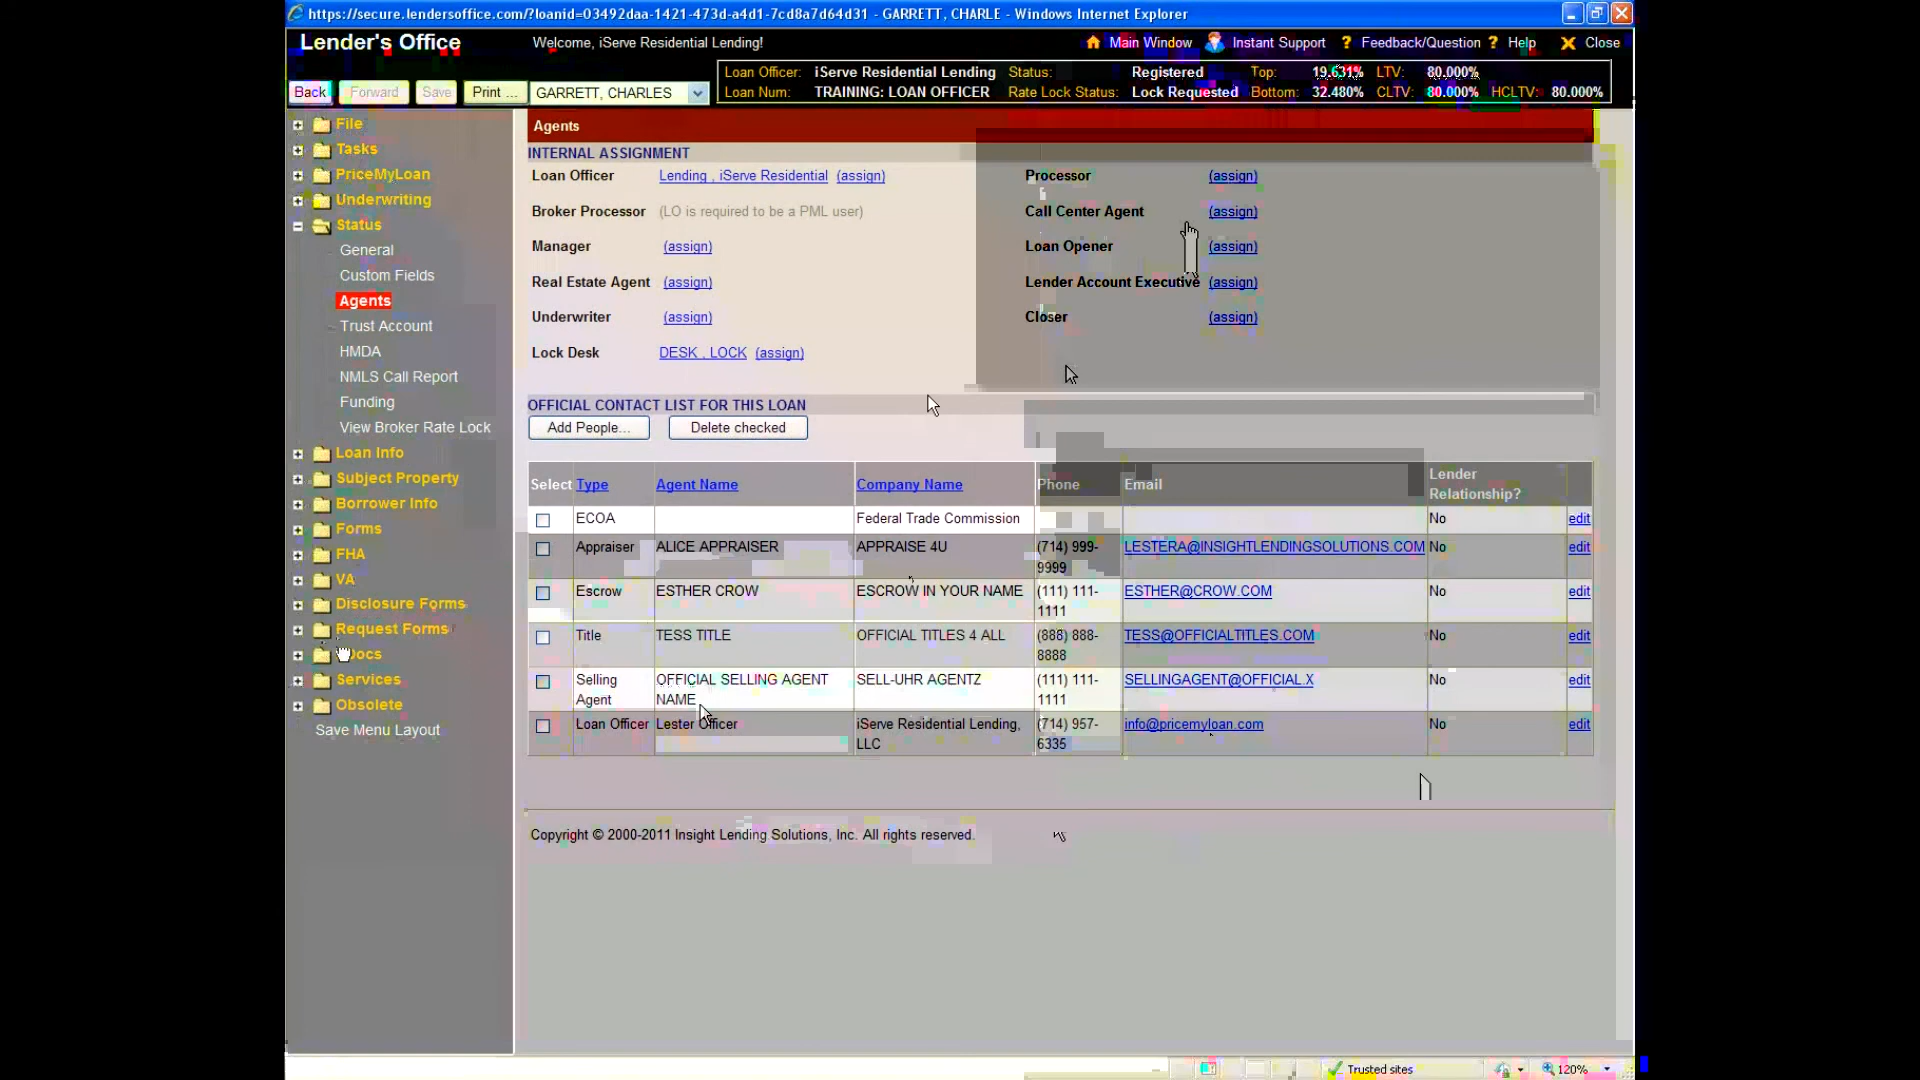 https://secure.lendersoffice.com/?loanid=03492daa-1421-473d-a4d1-7cd8a7d64d31 - GARRETT, CHARLE - Windows Internet Explorer
Lender's Office Welcome, iServe Residential Lending! Main Window Instant Support ? Feedback/Question ? Help Close
Loan Officer: iServe Residential Lending Status: Registered Top: 19.631% LTV: 80.000%
Back Forward Save Print ... GARRETT, CHARLES Loan Num: TRAINING: LOAN OFFICER Rate Lock Status: Lock Requested Bottom: 32.480% CLTV: 80.000% HCLTV: 80.000%
File
Tasks
PriceMyLoan
Underwriting
Status
General
Custom Fields
Agents
Trust Account
HMDA
NMLS Call Report
Funding
View Broker Rate Lock
Loan Info
Subject Property
Borrower Info
Forms
FHA
VA
Disclosure Forms
Request Forms
Docs
Services
Obsolete
Save Menu Layout
Agents
INTERNAL ASSIGNMENT
Loan Officer Lending , iServe Residential (assign) Processor (assign)
Broker Processor (LO is required to be a PML user) Call Center Agent (assign)
Manager (assign) Loan Opener (assign)
Real Estate Agent (assign) Lender Account Executive (assign)
Underwriter (assign) Closer (assign)
Lock Desk DESK , LOCK (assign)
OFFICIAL CONTACT LIST FOR THIS LOAN
Add People... Delete checked
Select Type Agent Name Company Name Phone Email Lender Relationship?
ECOA Federal Trade Commission No edit
Appraiser ALICE APPRAISER APPRAISE 4U (714) 999-9999 LESTERA@INSIGHTLENDINGSOLUTIONS.COM No edit
Escrow ESTHER CROW ESCROW IN YOUR NAME (111) 111-1111 ESTHER@CROW.COM No edit
Title TESS TITLE OFFICIAL TITLES 4 ALL (888) 888-8888 TESS@OFFICIALTITLES.COM No edit
Selling Agent OFFICIAL SELLING AGENT NAME SELL-UHR AGENTZ (111) 111-1111 SELLINGAGENT@OFFICIAL.X No edit
Loan Officer Lester Officer iServe Residential Lending, LLC (714) 957-6335 info@pricemyloan.com No edit
Copyright © 2000-2011 Insight Lending Solutions, Inc. All rights reserved.
Trusted sites 120%